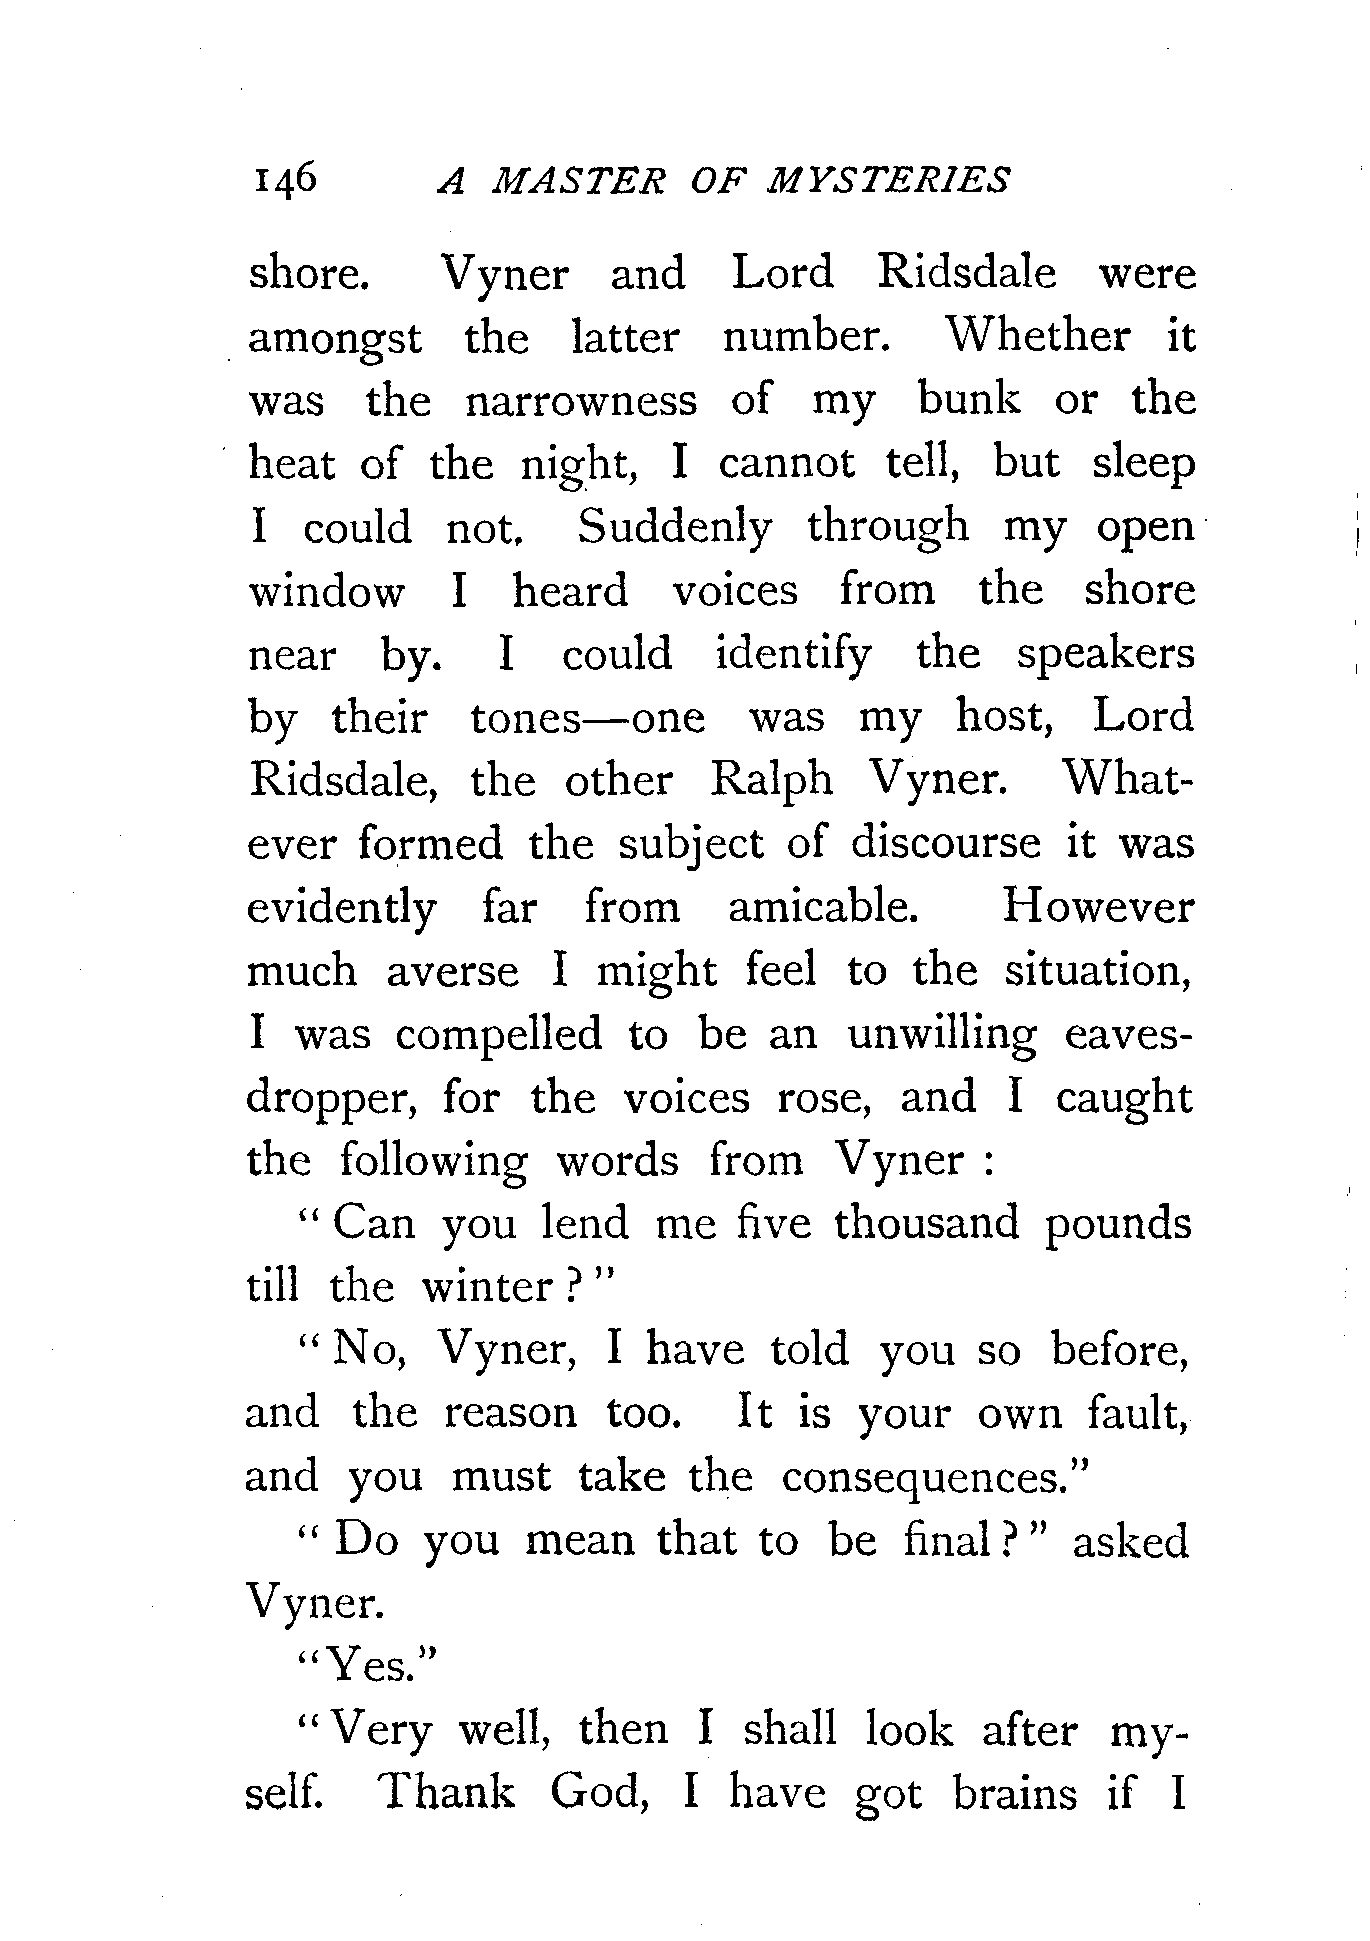 146 A MASTER OF MYSTERIES
shore. Vyner and Lord Ridsdale were
amongst the latter number. Whether it
was the narrowness of my bunk or the
heat of the night, I cannot tell, but sleep
I could not. Suddenly through my open
window I heard voices from the shore
near by. I could identify the speakers
by their tones—one was my host, Lord
Ridsdale, the other Ralph Vyner. What-
ever formed the subject of discourse it was
evidently far from amicable. However
much averse I might feel to the situation,
I was compelled to be an unwilling eaves-
dropper, for the voices rose, and I caught
the following words from Vyner :
“ Can you lend me five thousand pounds
till the winter ? ”
“ No, Vyner, I have told you so before,
and the reason too. It is your own fault,
and you must take the consequences.”
“ Do you mean that to be final ? ” asked
Vyner.
“Yes.”
“ Very well, then I shall look after my-
self. Thank God, I have got brains if I